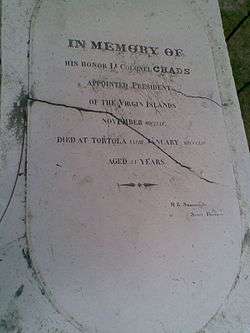 IN MEMORY OF
HIS HONOR Lt COLONEL CHADS
APPOINTED PRESIDENT
OF THE VIRGIN ISLANDS
NOVEMBER
DIED AT TORTOLA JANUARY
AGED YEARS.